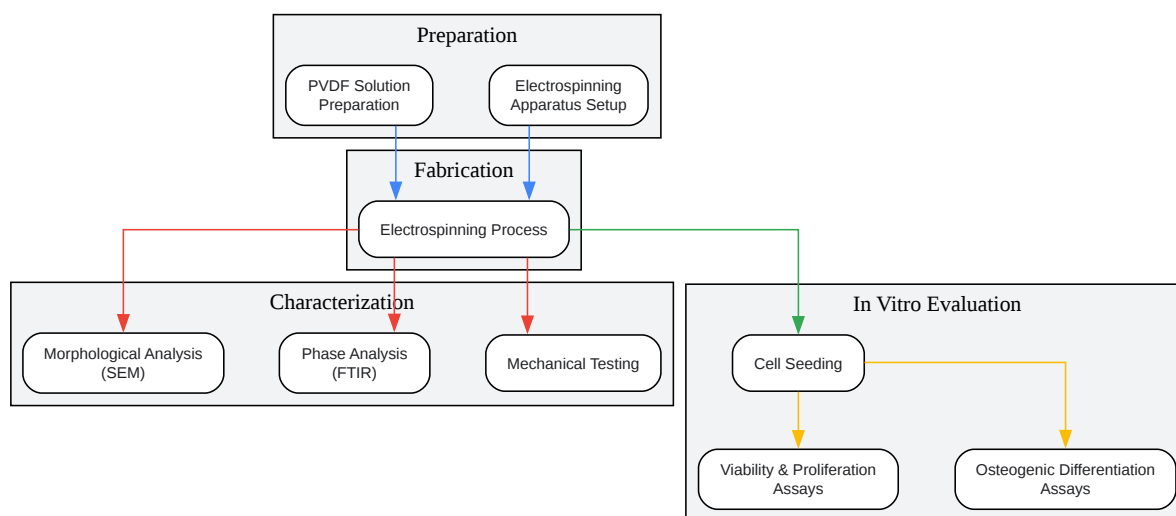 Preparation
PVDF Solution
Preparation
Electrospinning
Apparatus Setup
Fabrication
Electrospinning Process
Characterization
Morphological Analysis
(SEM)
Phase Analysis
(FTIR)
Mechanical Testing
In Vitro Evaluation
Cell Seeding
Viability & Proliferation
Assays
Osteogenic Differentiation
Assays